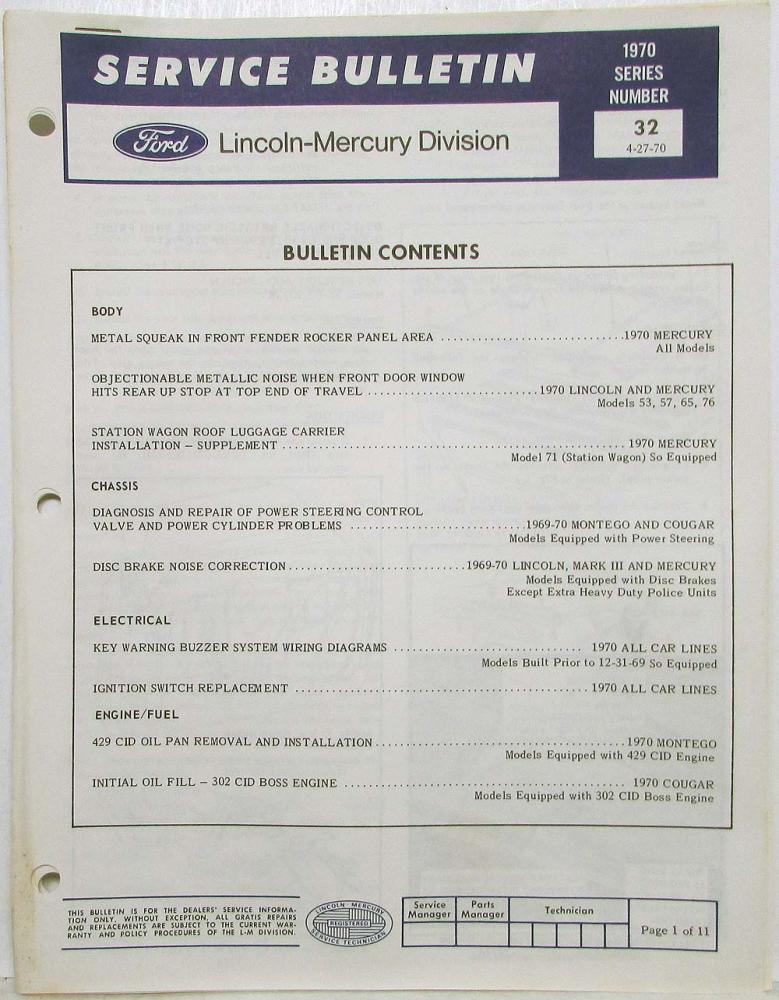 SERVICE BULLETIN
1970
SERIES
NUMBER
32
4-27-70
Ford Lincoln-Mercury Division
BULLETIN CONTENTS
BODY
METAL SQUEAK IN FRONT FENDER ROCKER PANEL AREA ............................1970 MERCURY
All Models
OBJECTIONABLE METALLIC NOISE WHEN FRONT DOOR WINDOW
HITS REAR UP STOP AT TOP END OF TRAVEL ..........................1970 LINCOLN AND MERCURY
Models 53, 57, 65, 76
STATION WAGON ROOF LUGGAGE CARRIER
INSTALLATION – SUPPLEMENT .................................................... 1970 MERCURY
Model 71 (Station Wagon) So Equipped
CHASSIS
DIAGNOSIS AND REPAIR OF POWER STEERING CONTROL
VALVE AND POWER CYLINDER PROBLEMS ...........................1969-70 MONTEGO AND COUGAR
Models Equipped with Power Steering
DISC BRAKE NOISE CORRECTION...........................1969-70 LINCOLN, MARK III AND MERCURY
Models Equipped with Disc Brakes
Except Extra Heavy Duty Police Units
ELECTRICAL
KEY WARNING BUZZER SYSTEM WIRING DIAGRAMS ............................. 1970 ALL CAR LINES
Models Built Prior to 12-31-69 So Equipped
IGNITION SWITCH REPLACEMENT .............................................1970 ALL CAR LINES
ENGINE/FUEL
429 CID OIL PAN REMOVAL AND INSTALLATION.......................................1970 MONTEGO
Models Equipped with 429 CID Engine
INITIAL OIL FILL – 302 CID BOSS ENGINE ........................................... 1970 COUGAR
Models Equipped with 302 CID Boss Engine
THIS BULLETIN IS FOR THE DEALERS' SERVICE INFORMA-
TION ONLY. WITHOUT EXCEPTION, ALL GRATIS REPAIRS
AND REPLACEMENTS ARE SUBJECT TO THE CURRENT WAR-
RANTY AND POLICY PROCEDURES OF THE L-M DIVISION.
LINCOLN-MERCURY
REGISTERED
SERVICE TECHNICIAN
Service
Manager
Parts
Manager
Technician
Page 1 of 11